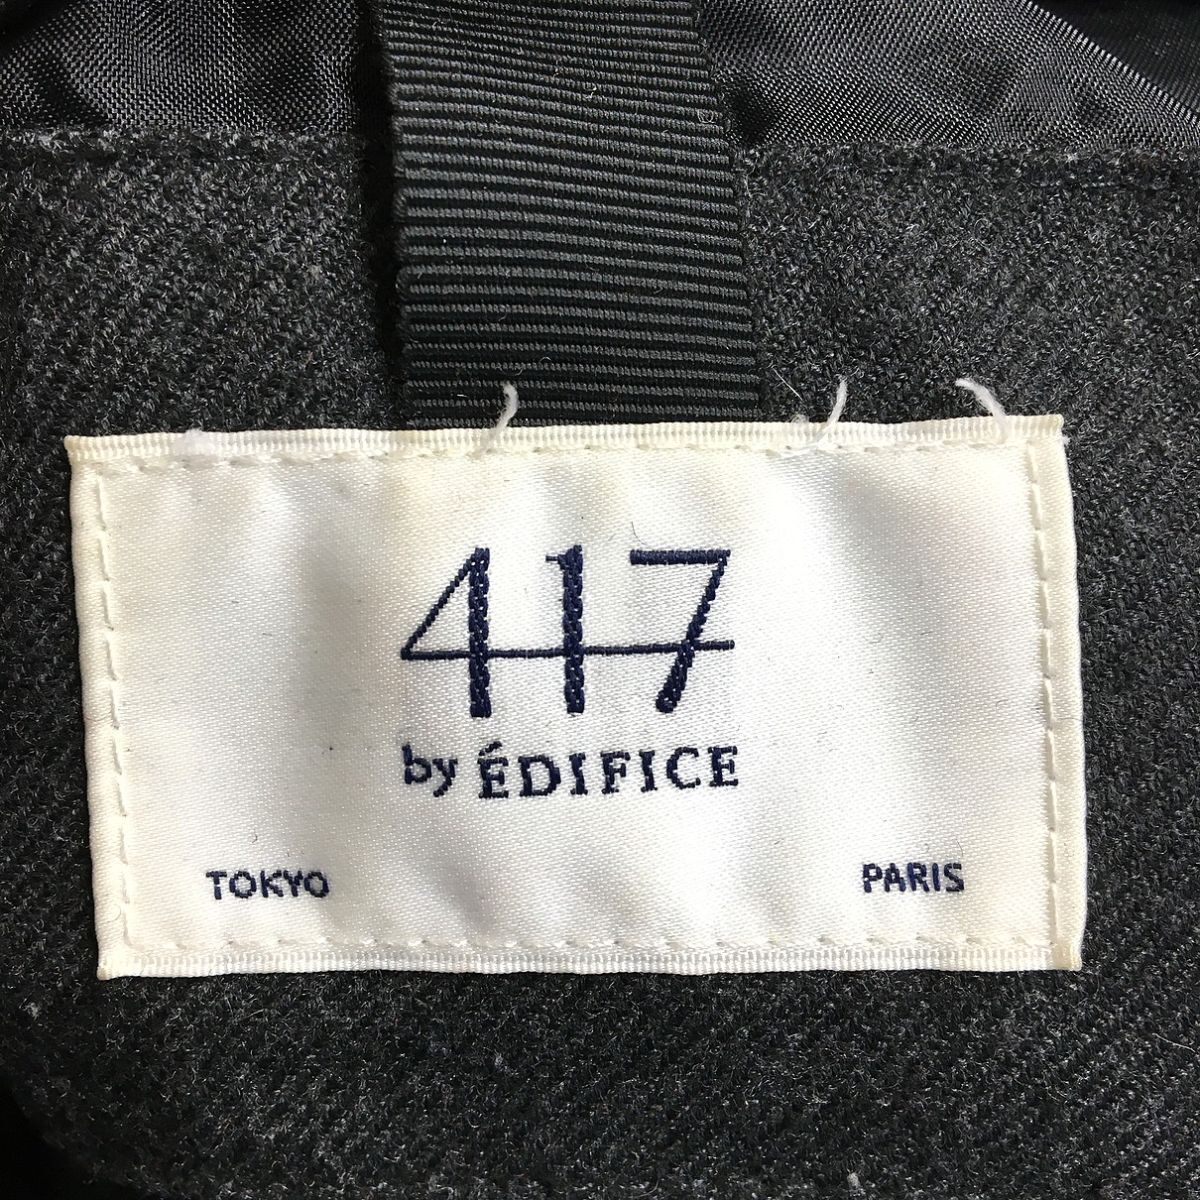 417
by ÉDIFICE
TOKYO PARIS